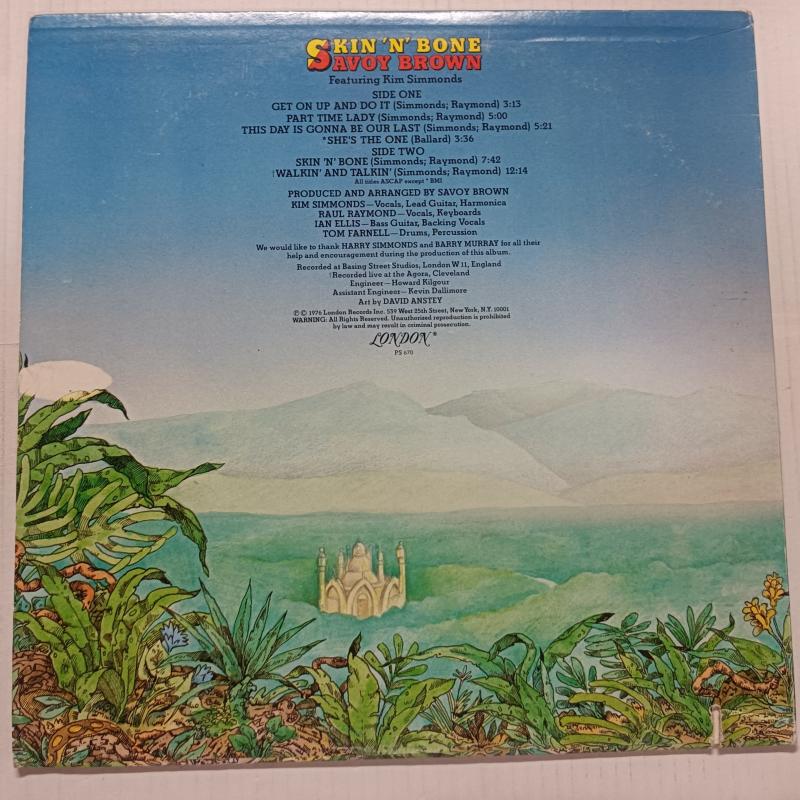 SKIN 'N' BONE
SAVOY BROWN
Featuring Kim Simmonds
SIDE ONE
GET ON UP AND DO IT (Simmonds; Raymond) 3:13
PART TIME LADY (Simmonds; Raymond) 5:00
THIS DAY IS GONNA BE OUR LAST (Simmonds; Raymond) 5:21
*SHE'S THE ONE (Ballard) 3:36
SIDE TWO
SKIN 'N' BONE (Simmonds; Raymond) 7:42
†WALKIN' AND TALKIN' (Simmonds; Raymond) 12:14
All titles ASCAP except * BMI
PRODUCED AND ARRANGED BY SAVOY BROWN
KIM SIMMONDS—Vocals, Lead Guitar, Harmonica
RAUL RAYMOND—Vocals, Keyboards
IAN ELLIS—Bass Guitar, Backing Vocals
TOM FARNELL—Drums, Percussion
We would like to thank HARRY SIMMONDS and BARRY MURRAY for all their
help and encouragement during the production of this album.
Recorded at Basing Street Studios, London W 11, England
†Recorded live at the Agora, Cleveland
Engineer—Howard Kilgour
Assistant Engineer—Kevin Dallimore
Art by DAVID ANSTEY
℗ © 1976 London Records Inc. 539 West 25th Street, New York, N.Y. 10001
WARNING: All Rights Reserved. Unauthorized reproduction is prohibited
by law and may result in criminal prosecution.
LONDON ®
PS 670